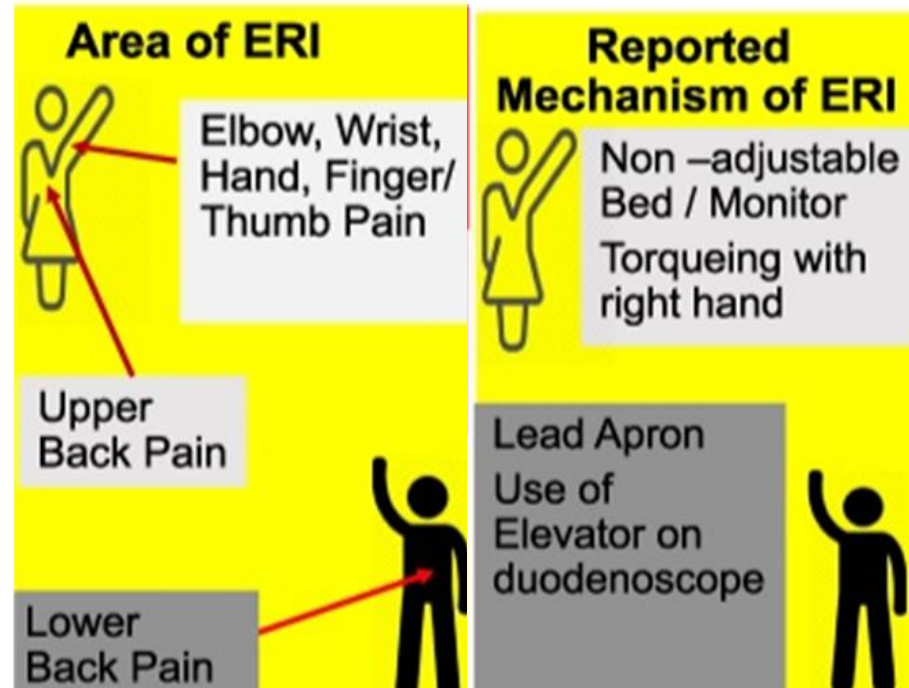 Area of ERI
Elbow, Wrist,
Hand, Finger/
Thumb Pain
Upper
Back Pain
Lower
Back Pain
Reported
Mechanism of ERI
Non –adjustable
Bed / Monitor
Torqueing with
right hand
Lead Apron
Use of
Elevator on
duodenoscope